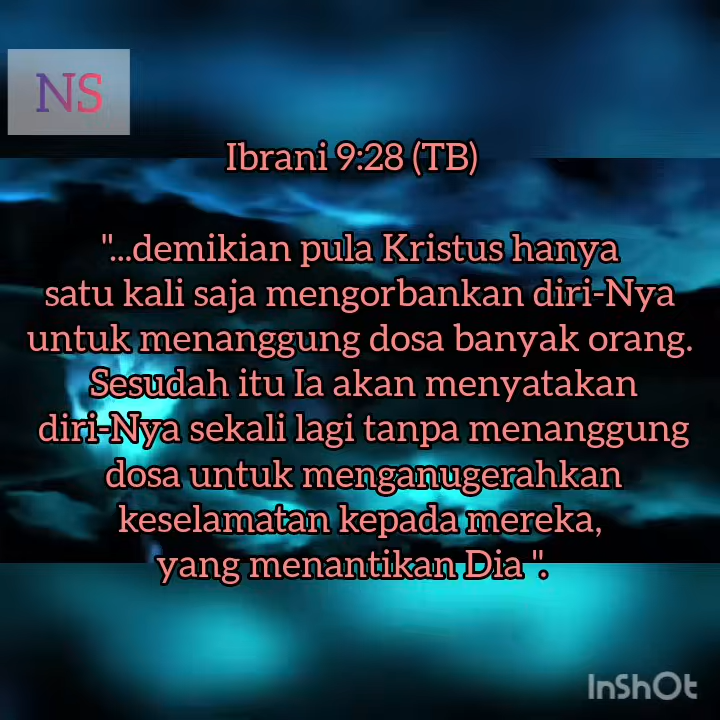 NS
Ibrani 9:28 (TB)
"...demikian pula Kristus hanya
satu kali saja mengorbankan diri-Nya
untuk menanggung dosa banyak orang.
Sesudah itu Ia akan menyatakan
diri-Nya sekali lagi tanpa menanggung
dosa untuk menganugerahkan
keselamatan kepada mereka,
yang menantikan Dia ".
InShOt